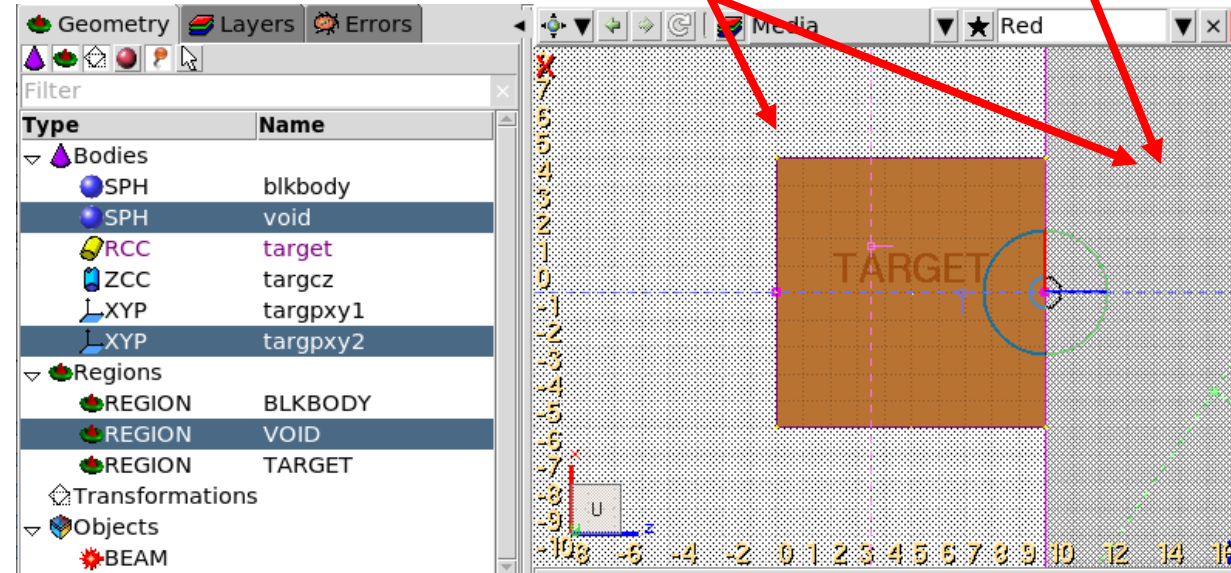 Geometry Layers Errors
Filter
Type Name
Bodies
SPH blkbody
SPH void
RCC target
ZCC targcz
XYP targpxy1
XYP targpxy2
Regions
REGION BLKBODY
REGION VOID
REGION TARGET
Transformations
Objects
BEAM
Media Red
X
7
6
5
4
3
2
1
0
-1
-2
-3
-4
-5
-6
-7
-8
-9
-10
TARGET
x
U
z
-8 -6 -4 -2 0 1 2 3 4 5 6 7 8 9 10 12 14